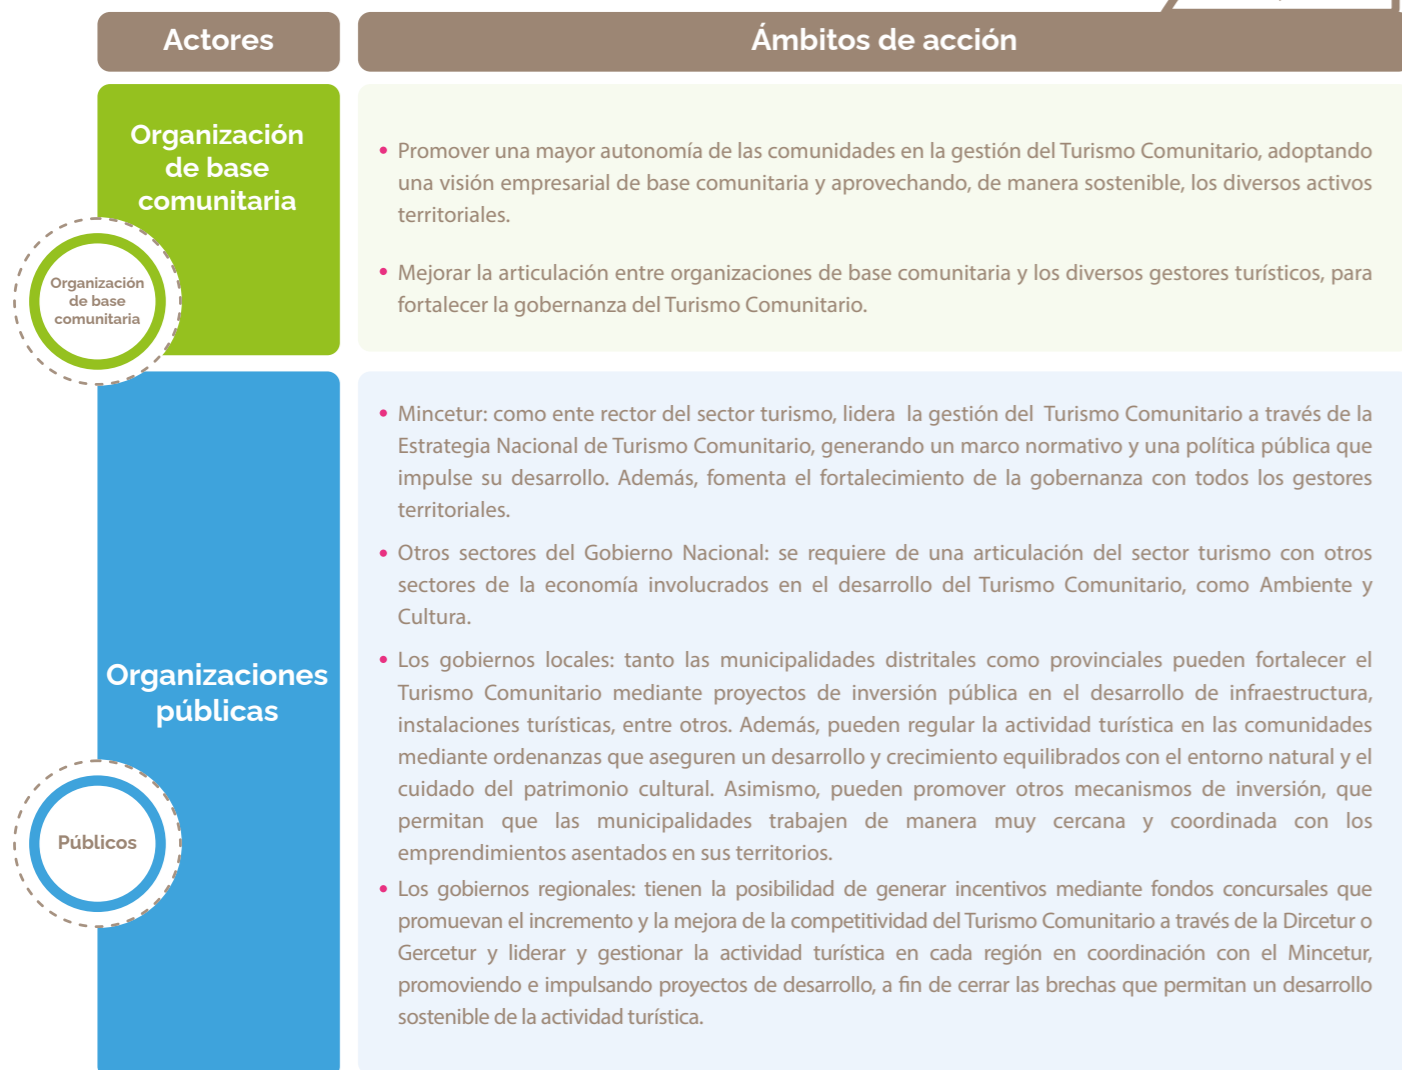 Actores
Ámbitos de acción
Organización
de base
comunitaria
Organización
de base
comunitaria
• Promover una mayor autonomía de las comunidades en la gestión del Turismo Comunitario, adoptando
una visión empresarial de base comunitaria y aprovechando, de manera sostenible, los diversos activos
territoriales.
• Mejorar la articulación entre organizaciones de base comunitaria y los diversos gestores turísticos, para
fortalecer la gobernanza del Turismo Comunitario.
Organizaciones
públicas
Públicos
• Mincetur: como ente rector del sector turismo, lidera la gestión del Turismo Comunitario a través de la
Estrategia Nacional de Turismo Comunitario, generando un marco normativo y una política pública que
impulse su desarrollo. Además, fomenta el fortalecimiento de la gobernanza con todos los gestores
territoriales.
• Otros sectores del Gobierno Nacional: se requiere de una articulación del sector turismo con otros
sectores de la economía involucrados en el desarrollo del Turismo Comunitario, como Ambiente y
Cultura.
• Los gobiernos locales: tanto las municipalidades distritales como provinciales pueden fortalecer el
Turismo Comunitario mediante proyectos de inversión pública en el desarrollo de infraestructura,
instalaciones turísticas, entre otros. Además, pueden regular la actividad turística en las comunidades
mediante ordenanzas que aseguren un desarrollo y crecimiento equilibrados con el entorno natural y el
cuidado del patrimonio cultural. Asimismo, pueden promover otros mecanismos de inversión, que
permitan que las municipalidades trabajen de manera muy cercana y coordinada con los
emprendimientos asentados en sus territorios.
• Los gobiernos regionales: tienen la posibilidad de generar incentivos mediante fondos concursales que
promuevan el incremento y la mejora de la competitividad del Turismo Comunitario a través de la Dircetur o
Gercetur y liderar y gestionar la actividad turística en cada región en coordinación con el Mincetur,
promoviendo e impulsando proyectos de desarrollo, a fin de cerrar las brechas que permitan un desarrollo
sostenible de la actividad turística.